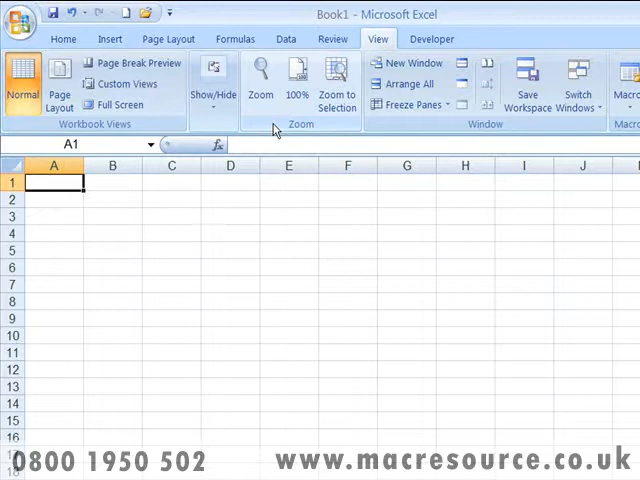 Book1 - Microsoft Excel
Home Insert Page Layout Formulas Data Review View Developer
Normal
Page Layout
Page Break Preview
Custom Views
Full Screen
Workbook Views
Show/Hide
Zoom
100%
Zoom to Selection
Zoom
New Window
Arrange All
Freeze Panes
Save Workspace
Switch Windows
Window
Macros
A1
fx
A B C D E F G H I J
1
2
3
4
5
6
7
8
9
10
11
12
13
14
15
16
17
18
0800 1950 502 www.macresource.co.uk